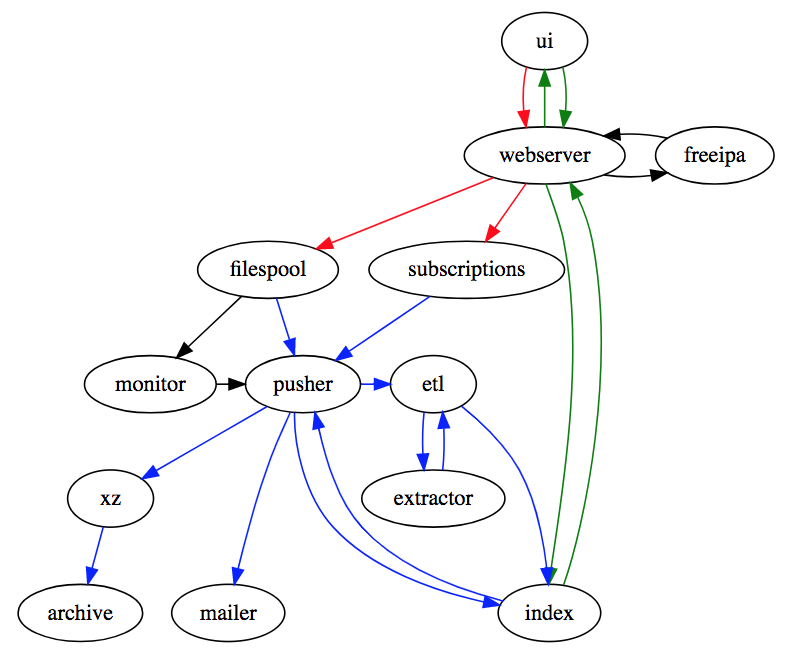 ui
webserver
freeipa
filespool
subscriptions
monitor
pusher
etl
xz
extractor
archive
mailer
index